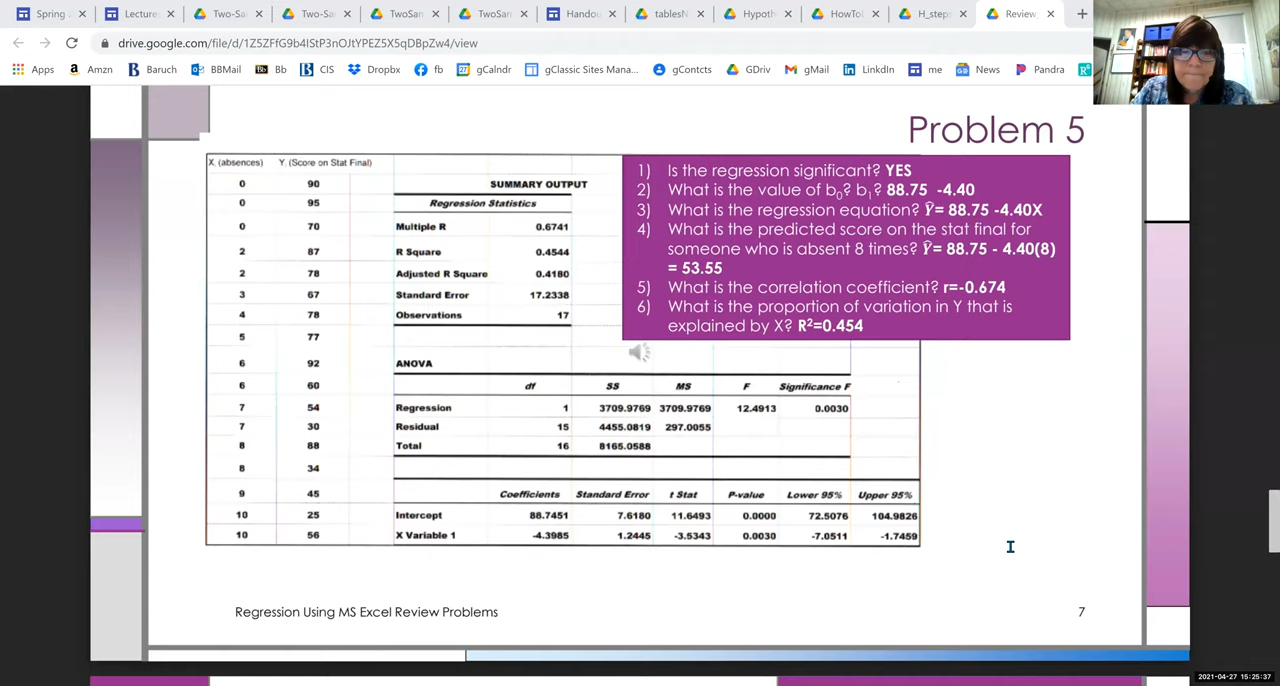 Spring
Lecture
Two-Sa
Two-Sa
TwoSan
TwoSan
Handou
tablesN
Hypoth
HowTo
H_step
Review
drive.google.com/file/d/1Z5ZFfG9b4IStP3nOJtYPEZ5X5qDBpZw4/view
Apps Amzn Baruch BBMail Bb CIS Dropbx fb gCalndr gClassic Sites Mana... gContcts GDriv gMail LinkdIn me News Pandra
Problem 5
X (absences) Y (Score on Stat Final)
0 90
0 95
0 70
2 87
2 78
3 67
4 78
5 77
6 92
6 60
7 54
7 30
8 88
8 34
9 45
10 25
10 56
SUMMARY OUTPUT
Regression Statistics
Multiple R 0.6741
R Square 0.4544
Adjusted R Square 0.4180
Standard Error 17.2338
Observations 17
ANOVA
df SS MS F Significance F
Regression 1 3709.9769 3709.9769 12.4913 0.0030
Residual 15 4455.0819 297.0055
Total 16 8165.0588
Coefficients Standard Error t Stat P-value Lower 95% Upper 95%
Intercept 88.7451 7.6180 11.6493 0.0000 72.5076 104.9826
X Variable 1 -4.3985 1.2445 -3.5343 0.0030 -7.0511 -1.7459
1) Is the regression significant? YES
2) What is the value of b₀? b₁? 88.75 -4.40
3) What is the regression equation? Ŷ= 88.75 -4.40X
4) What is the predicted score on the stat final for
someone who is absent 8 times? Ŷ= 88.75 - 4.40(8)
= 53.55
5) What is the correlation coefficient? r=-0.674
6) What is the proportion of variation in Y that is
explained by X? R²=0.454
Regression Using MS Excel Review Problems
7
2021-04-27 15:25:37